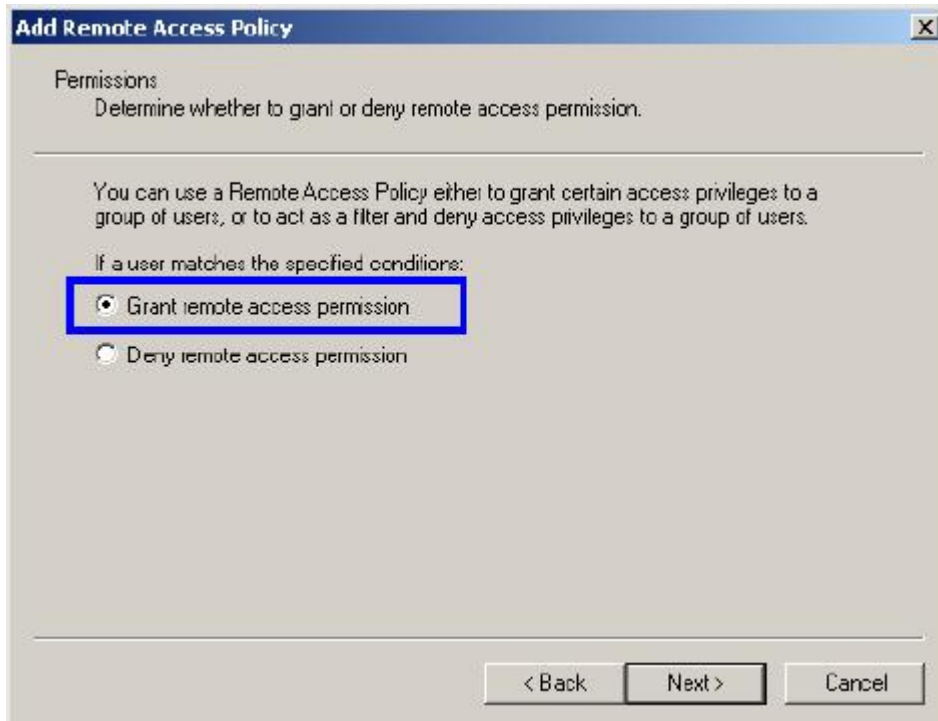 Add Remote Access Policy
Permissions
Determine whether to grant or deny remote access permission.
You can use a Remote Access Policy either to grant certain access privileges to a
group of users, or to act as a filter and deny access privileges to a group of users.
If a user matches the specified conditions:
Grant remote access permission
Deny remote access permission
< Back
Next >
Cancel